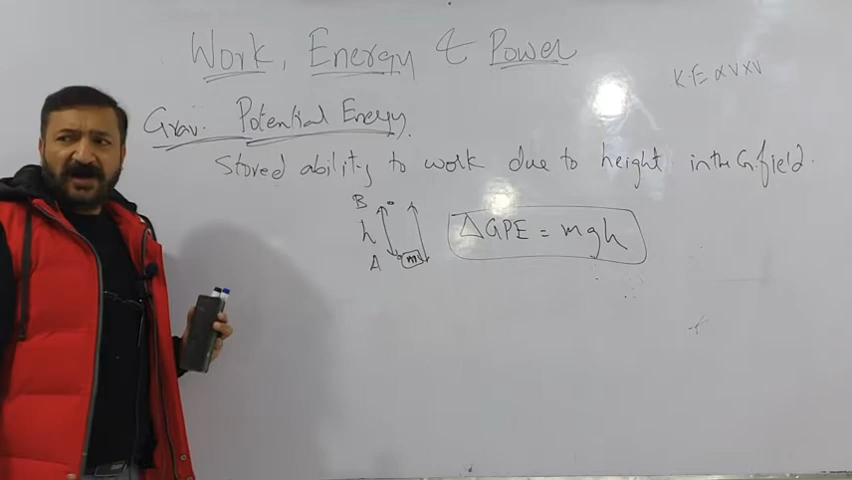 Work, Energy & Power
K.E ∝ V x V
Grav. Potential Energy.
Stored ability to work due to height in the G.field.
B
h
A
m
ΔGPE = mgh